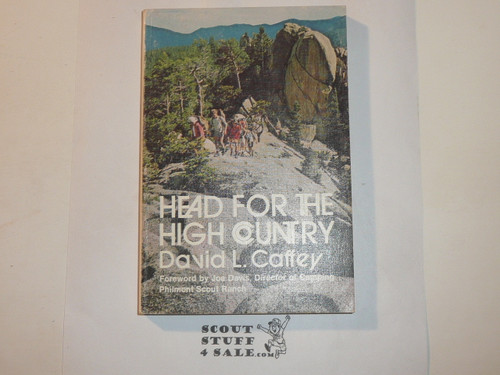 HEAD FOR THE
HIGH COUNTRY
David L. Caffey
Foreword by Joe Davis, Director of Camping
Philmont Scout Ranch
SCOUT
STUFF
4 SALE.com